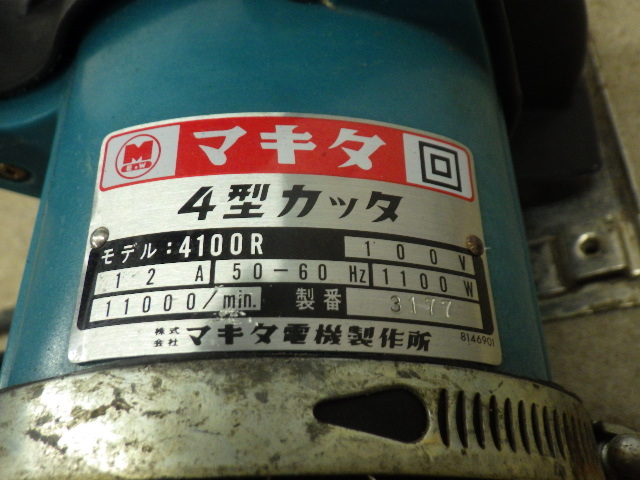 M
B&W
マキタ
4型カッタ
モデル:4100R 100V
12A 50-60Hz 1100W
11000/min. 製番 3177
株式会社 マキタ電機製作所
8146901